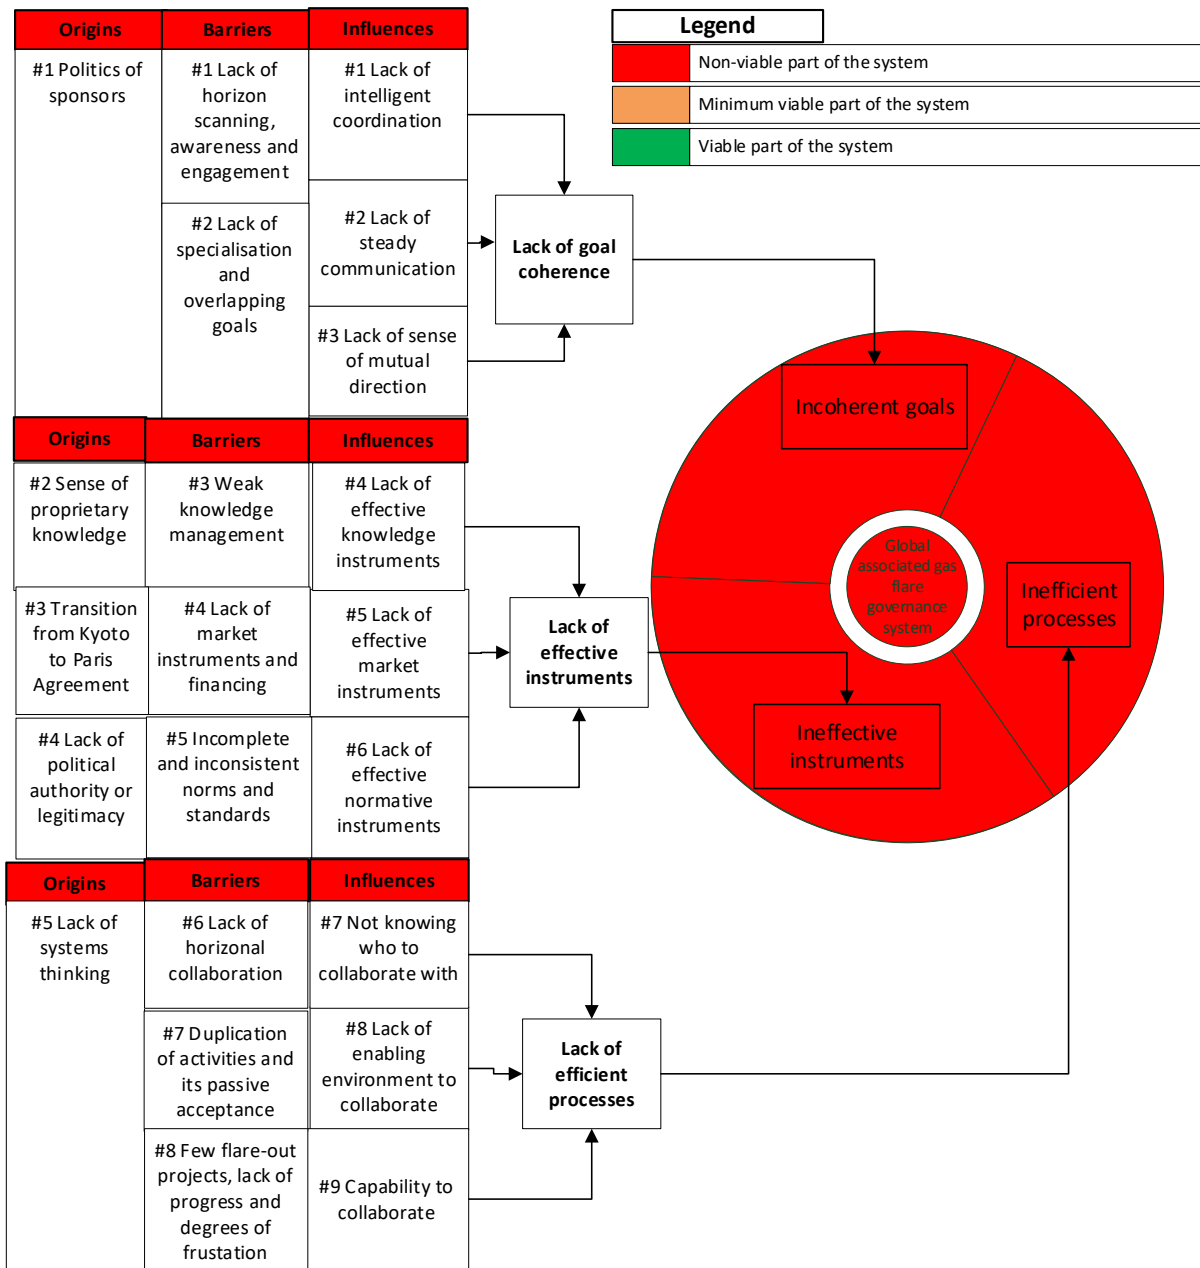 Origins
Barriers
Influences
#1 Politics of
sponsors
#1 Lack of
horizon
scanning,
awareness and
engagement
#2 Lack of
specialisation
and
overlapping
goals
#1 Lack of
intelligent
coordination
#2 Lack of
steady
communication
#3 Lack of sense
of mutual
direction
Lack of goal
coherence
Legend
Non-viable part of the system
Minimum viable part of the system
Viable part of the system
Origins
Barriers
Influences
#2 Sense of
proprietary
knowledge
#3 Weak
knowledge
management
#4 Lack of
effective
knowledge
instruments
#3 Transition
from Kyoto
to Paris
Agreement
#4 Lack of
market
instruments and
financing
#5 Lack of
effective
market
instruments
#4 Lack of
political
authority or
legitimacy
#5 Incomplete
and inconsistent
norms and
standards
#6 Lack of
effective
normative
instruments
Lack of
effective
instruments
Incoherent goals
Global
associated gas
flare
governance
system
Inefficient
processes
Ineffective
instruments
Origins
Barriers
Influences
#5 Lack of
systems
thinking
#6 Lack of
horizonal
collaboration
#7 Not knowing
who to
collaborate with
#7 Duplication
of activities and
its passive
acceptance
#8 Lack of
enabling
environment to
collaborate
#8 Few flare-out
projects, lack of
progress and
degrees of
frustation
#9 Capability to
collaborate
Lack of
efficient
processes